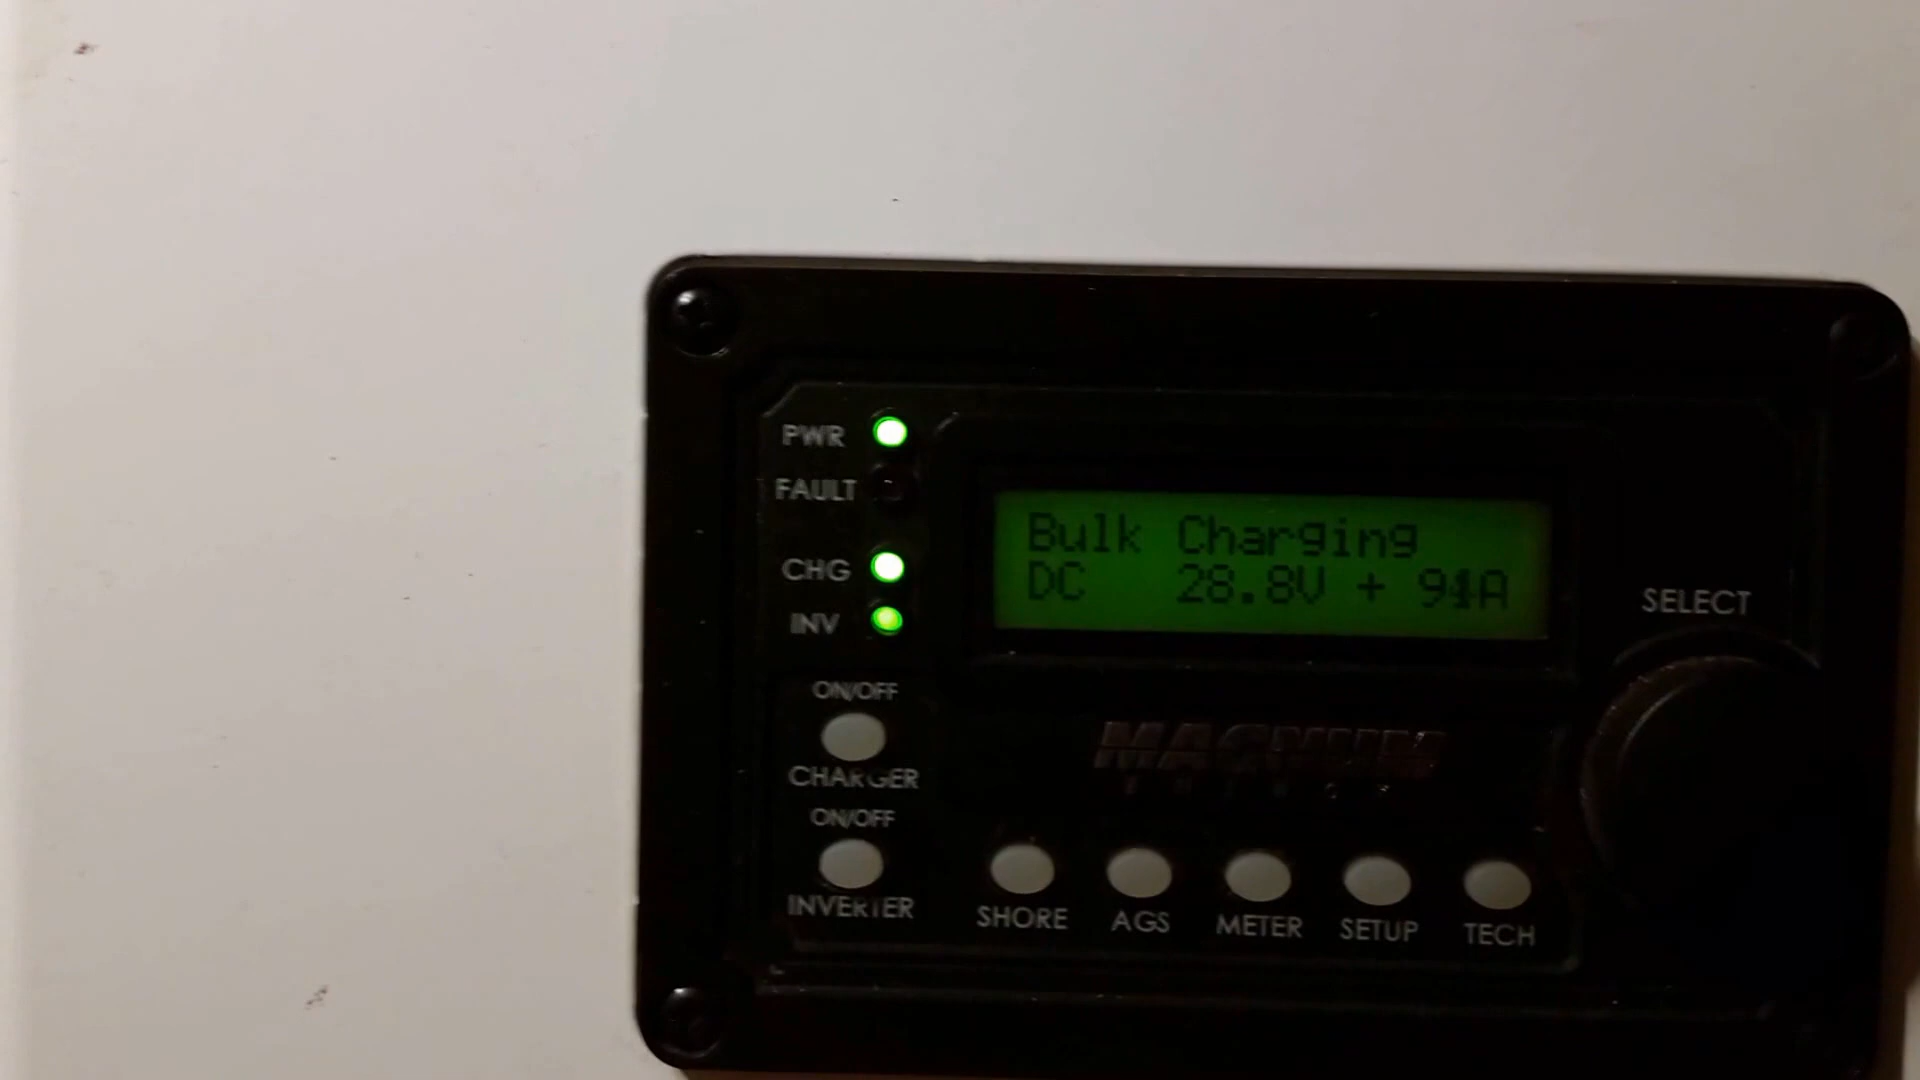 PWR
FAULT
CHG
INV
Bulk Charging
DC 28.8V +
SELECT
ON/OFF
CHARGER
ON/OFF
INVERTER
MAGNUM
SHORE
AGS
METER
SETUP
TECH